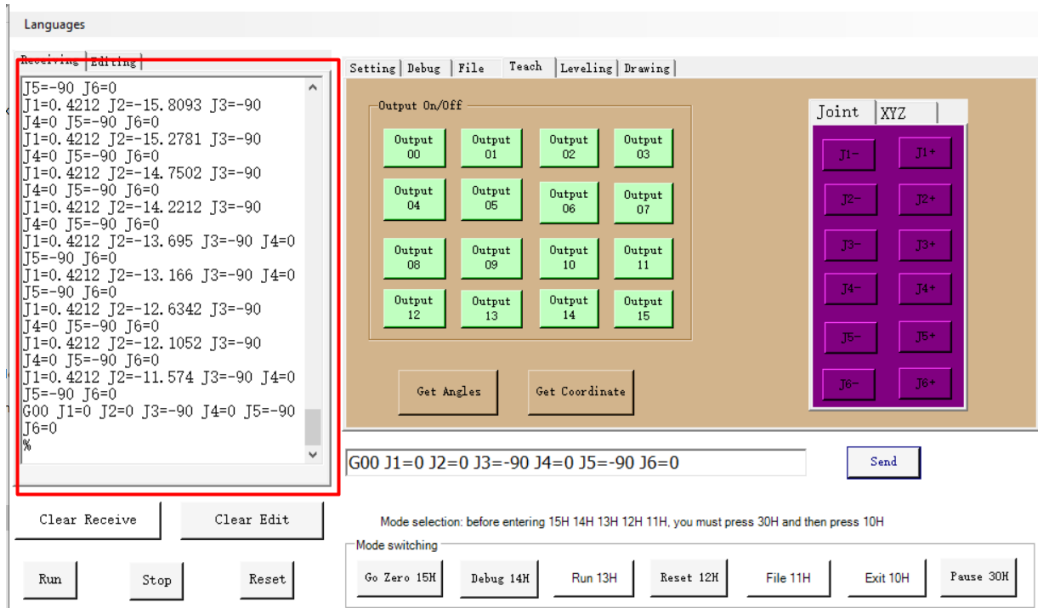 Languages
Receiving Editing
J5=-90 J6=0
J1=0.4212 J2=-15.8093 J3=-90
J4=0 J5=-90 J6=0
J1=0.4212 J2=-15.2781 J3=-90
J4=0 J5=-90 J6=0
J1=0.4212 J2=-14.7502 J3=-90
J4=0 J5=-90 J6=0
J1=0.4212 J2=-14.2212 J3=-90
J4=0 J5=-90 J6=0
J1=0.4212 J2=-13.695 J3=-90 J4=0
J5=-90 J6=0
J1=0.4212 J2=-13.166 J3=-90 J4=0
J5=-90 J6=0
J1=0.4212 J2=-12.6342 J3=-90
J4=0 J5=-90 J6=0
J1=0.4212 J2=-12.1052 J3=-90
J4=0 J5=-90 J6=0
J1=0.4212 J2=-11.574 J3=-90 J4=0
J5=-90 J6=0
G00 J1=0 J2=0 J3=-90 J4=0 J5=-90
J6=0
%
Clear Receive Clear Edit
Run Stop Reset
Setting Debug File Teach Leveling Drawing
Output On/Off
Output Output Output Output
00 01 02 03
Output Output Output Output
04 05 06 07
Output Output Output Output
08 09 10 11
Output Output Output Output
12 13 14 15
Get Angles Get Coordinate
Joint XYZ
J1- J1+
J2- J2+
J3- J3+
J4- J4+
J5- J5+
J6- J6+
G00 J1=0 J2=0 J3=-90 J4=0 J5=-90 J6=0 Send
Mode selection: before entering 15H 14H 13H 12H 11H, you must press 30H and then press 10H
Mode switching
Go Zero 15H Debug 14H Run 13H Reset 12H File 11H Exit 10H Pause 30H